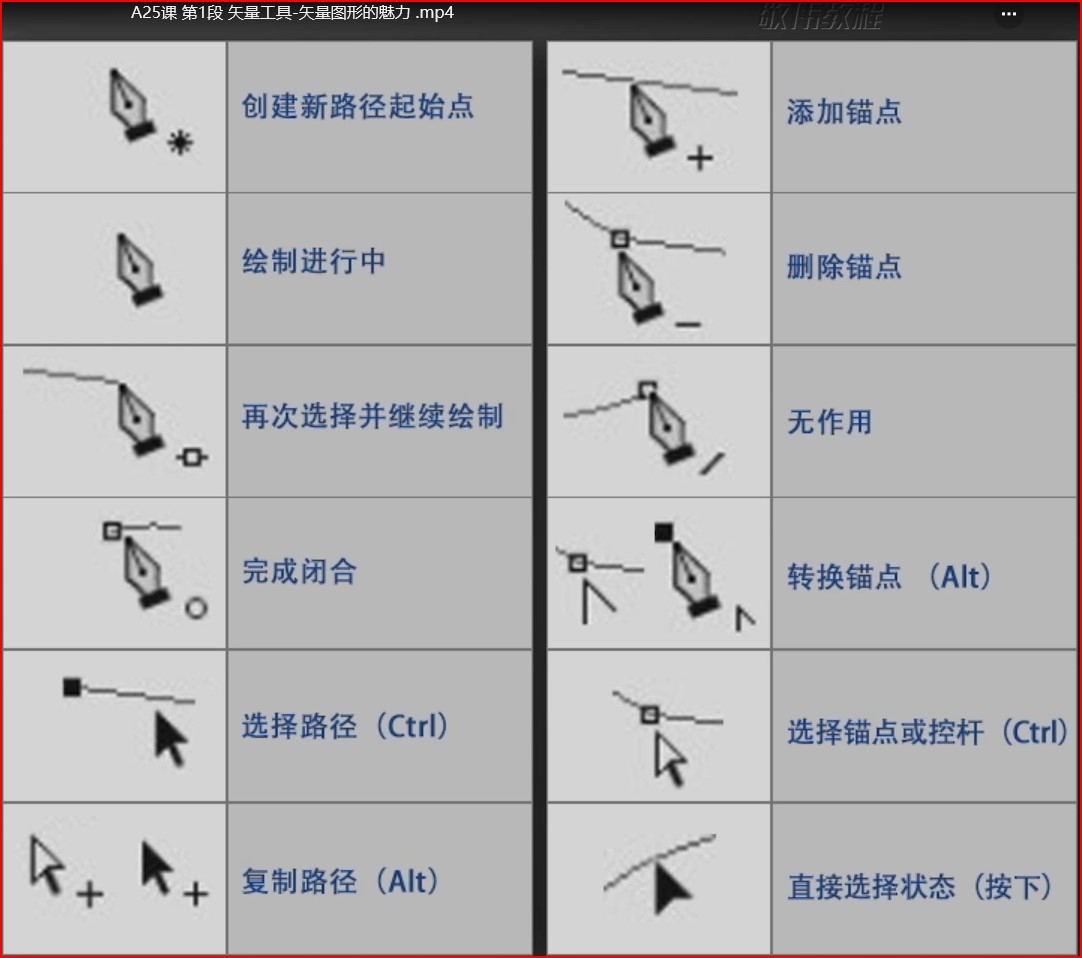 A25课 第1段 矢量工具-矢量图形的魅力 .mp4
敬伟教程
创建新路径起始点
添加锚点
绘制进行中
删除锚点
再次选择并继续绘制
无作用
完成闭合
转换锚点 （Alt）
选择路径（Ctrl）
选择锚点或控杆（Ctrl）
复制路径（Alt）
直接选择状态（按下）